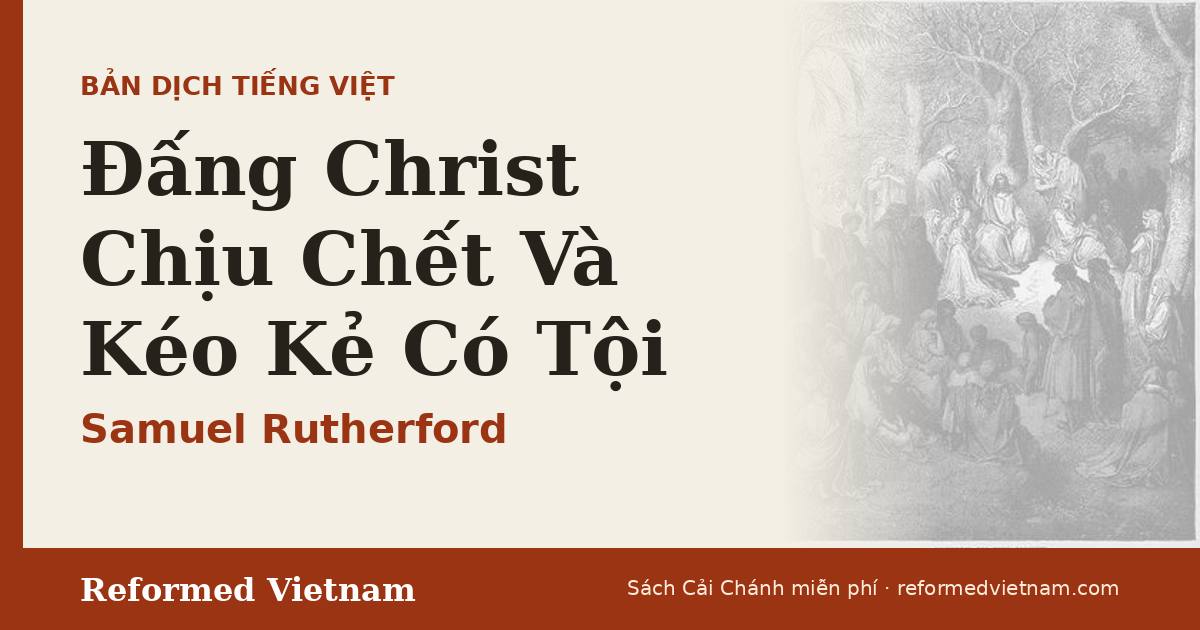 BẢN DỊCH TIẾNG VIỆT
Đấng Christ
Chịu Chết Và
Kéo Kẻ Có Tội
Samuel Rutherford
Reformed Vietnam
Sách Cải Chánh miễn phí · reformedvietnam.com